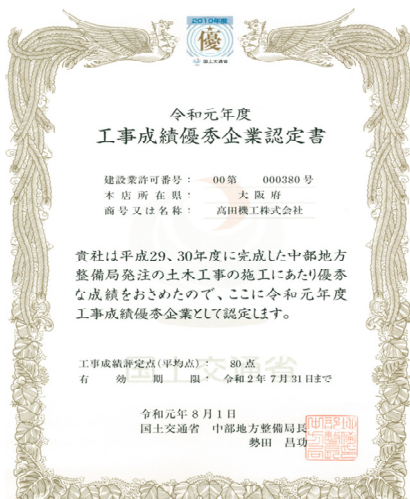 2019年度
優
国土交通省
令和元年度
工事成績優秀企業認定書
建設業許可番号： 00第 000380号
本店所在県： 大阪府
商号又は名称： 高田機工株式会社
貴社は平成29、30年度に完成した中部地方
整備局発注の土木工事の施工にあたり優秀
な成績をおさめたので、ここに令和元年度
工事成績優秀企業として認定します。
工事成績評定点(平均点)： 80点
有効期限： 令和2年7月31日まで
国土交通省
令和元年8月1日
国土交通省 中部地方整備局長
勢田 昌功